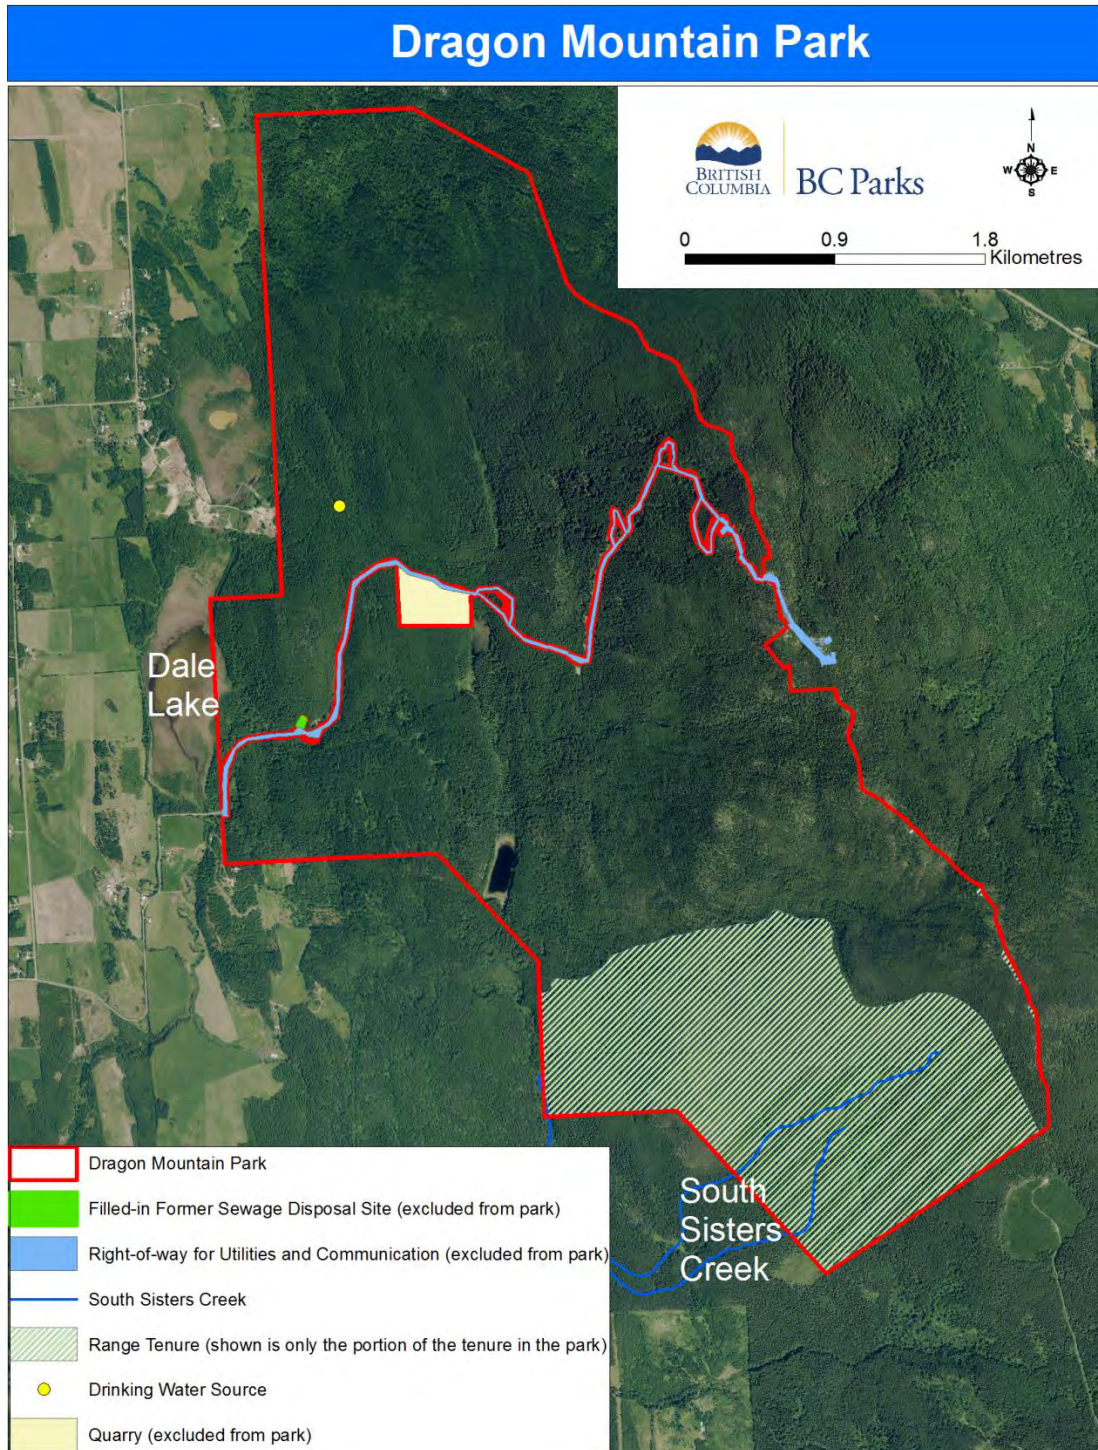 Dragon Mountain Park
BRITISH
COLUMBIA
BC Parks
N
W
E
S
0
0.9
1.8
Kilometres
Dale
Lake
South
Sisters
Creek
Dragon Mountain Park
Filled-in Former Sewage Disposal Site (excluded from park)
Right-of-way for Utilities and Communication (excluded from park)
South Sisters Creek
Range Tenure (shown is only the portion of the tenure in the park)
Drinking Water Source
Quarry (excluded from park)